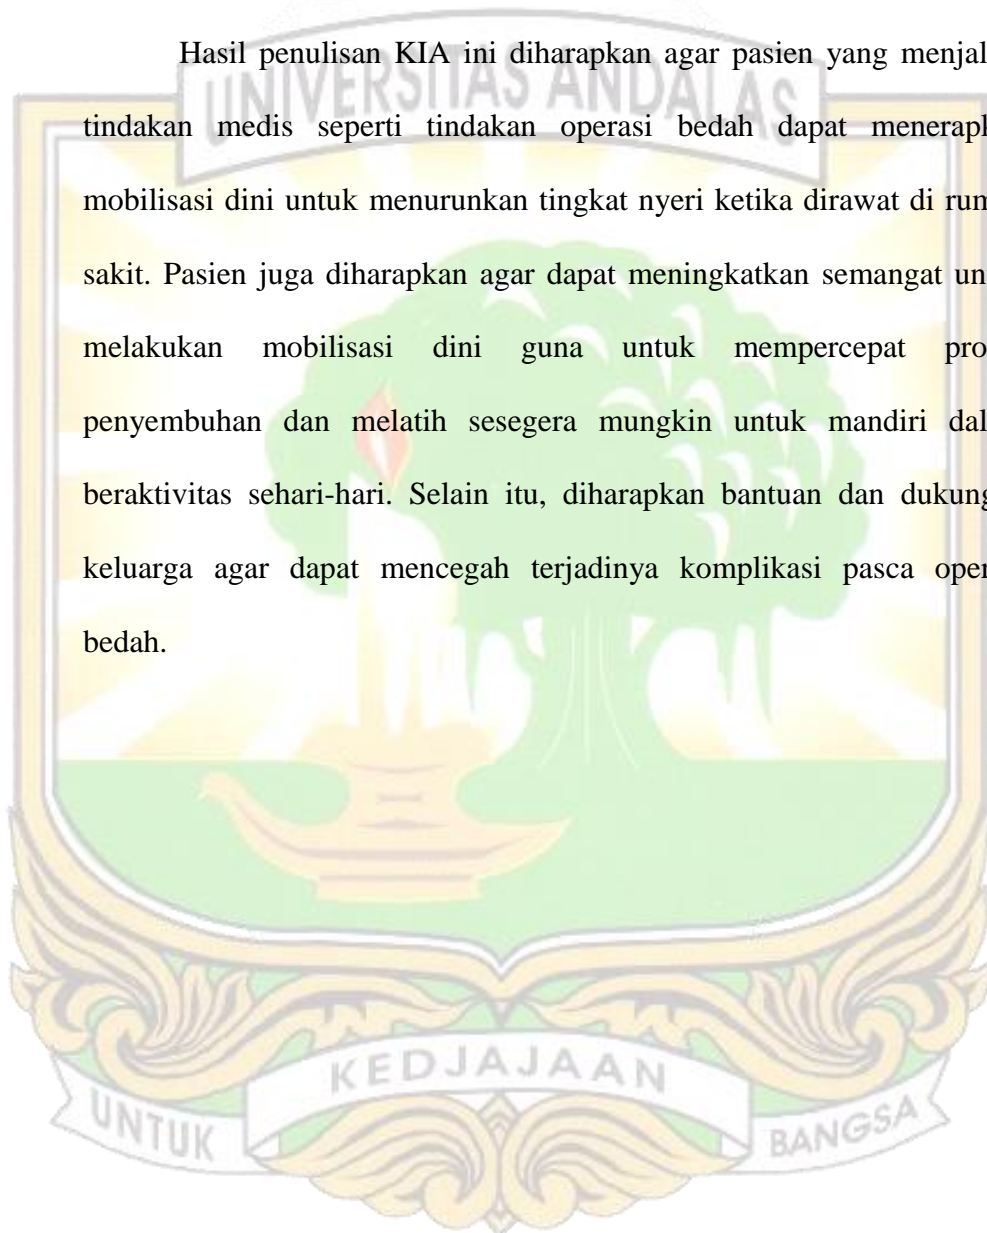 UNIVERSITAS ANDALAS
Hasil penulisan KIA ini diharapkan agar pasien yang menjal
tindakan medis seperti tindakan operasi bedah dapat menerapk
mobilisasi dini untuk menurunkan tingkat nyeri ketika dirawat di rum
sakit. Pasien juga diharapkan agar dapat meningkatkan semangat un
melakukan mobilisasi dini guna untuk mempercepat pro
penyembuhan dan melatih sesegera mungkin untuk mandiri dal
beraktivitas sehari-hari. Selain itu, diharapkan bantuan dan dukung
keluarga agar dapat mencegah terjadinya komplikasi pasca oper
bedah.
UNTUK KEDJAJAAN BANGSA